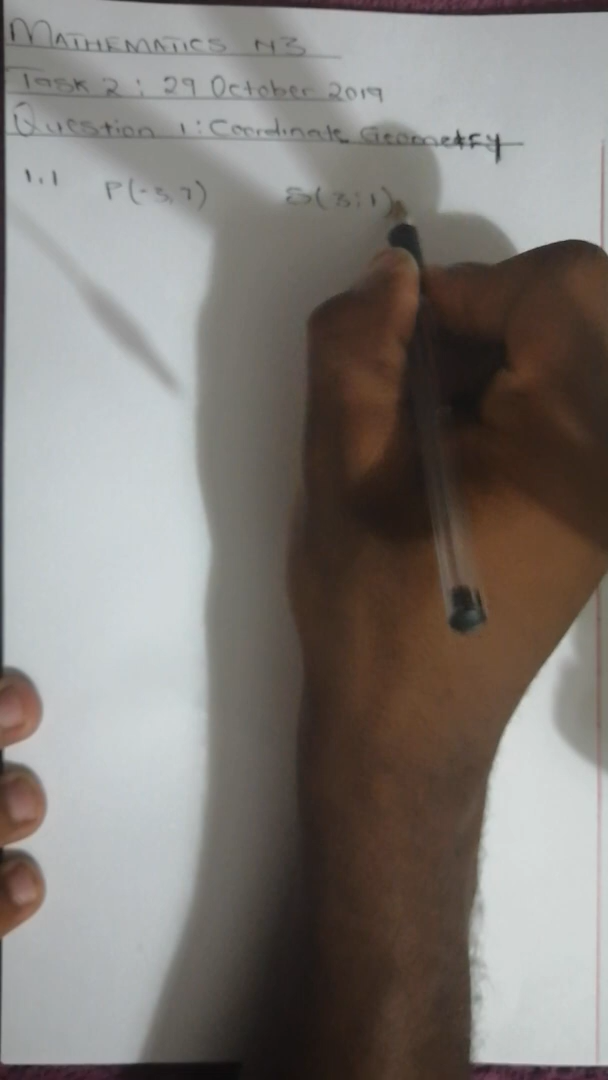 MATHEMATICS N3
Task 2 : 29 October 2019
Question 1 : Coordinate Geometry
1.1 P(-3,7) S(3;1)